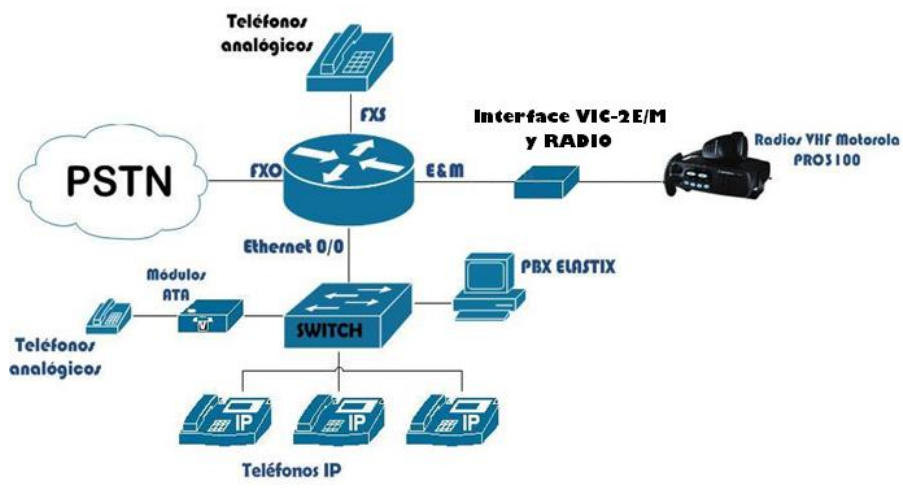 Teléfonos
analógicos
FXS
Interface VIC-2E/M
y RADIO
Radios VHF Motorola
PRO3100
PSTN
FXO
E&M
Ethernet 0/0
PBX ELASTIX
Módulos
ATA
V
SWITCH
Teléfonos
analógicos
IP
IP
IP
Teléfonos IP